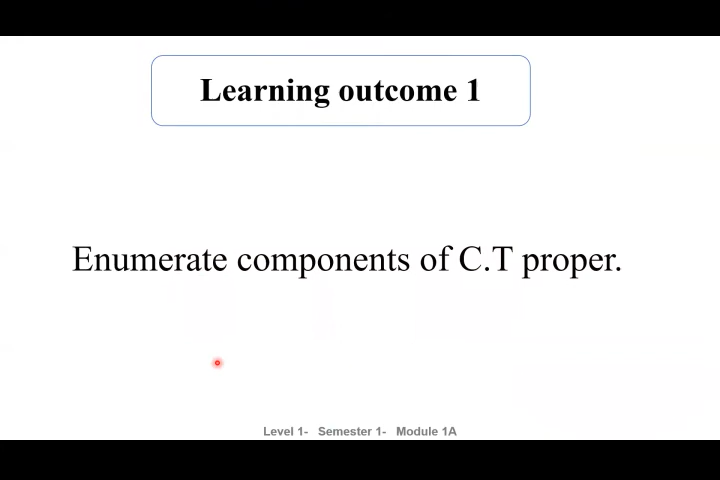 Learning outcome 1
Enumerate components of C.T proper.
Level 1-   Semester 1-   Module 1A